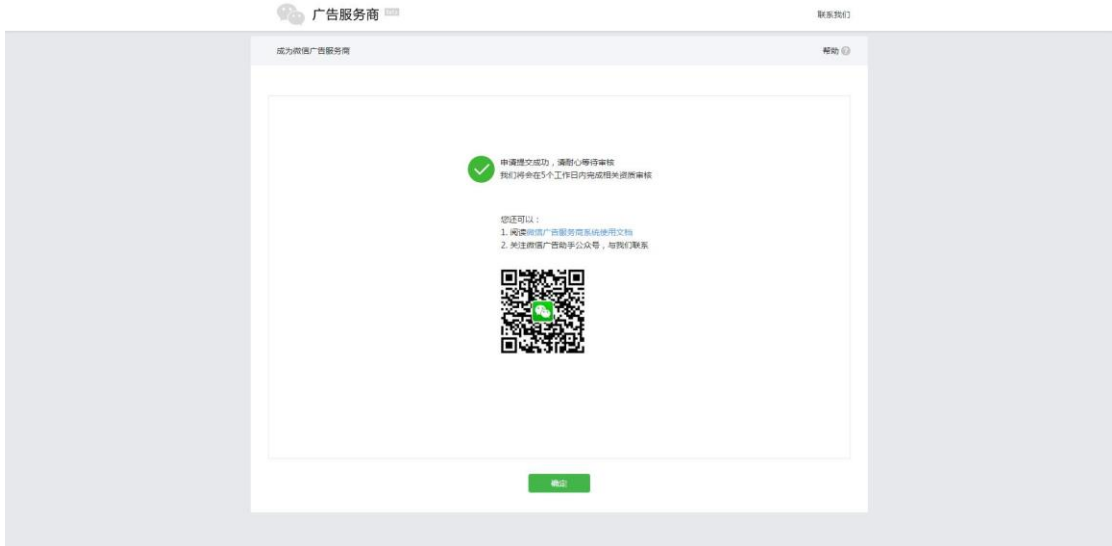 广告服务商 beta
联系我们
成为微信广告服务商
帮助
申请提交成功，请耐心等待审核
我们将会在5个工作日内完成相关资质审核
您还可以：
1. 阅读微信广告服务商系统使用文档
2. 关注微信广告助手公众号，与我们联系
确定